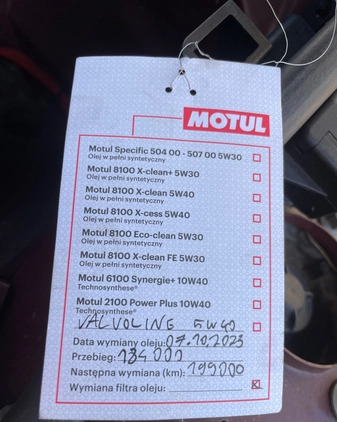 MOTUL
Motul Specific 504 00 - 507 00 5W30
Olej w pełni syntetyczny
Motul 8100 X-clean+ 5W30
Olej w pełni syntetyczny
Motul 8100 X-clean 5W40
Olej w pełni syntetyczny
Motul 8100 X-cess 5W40
Olej w pełni syntetyczny
Motul 8100 Eco-clean 5W30
Olej w pełni syntetyczny
Motul 8100 X-clean FE 5W30
Olej w pełni syntetyczny
Motul 6100 Synergie+ 10W40
Technosynthese®
Motul 2100 Power Plus 10W40
Technosynthese®
VALVOLINE 5W40
Data wymiany oleju: 07.10.2023
Przebieg: 184.000
Następna wymiana (km): 199000
Wymiana filtra oleju: